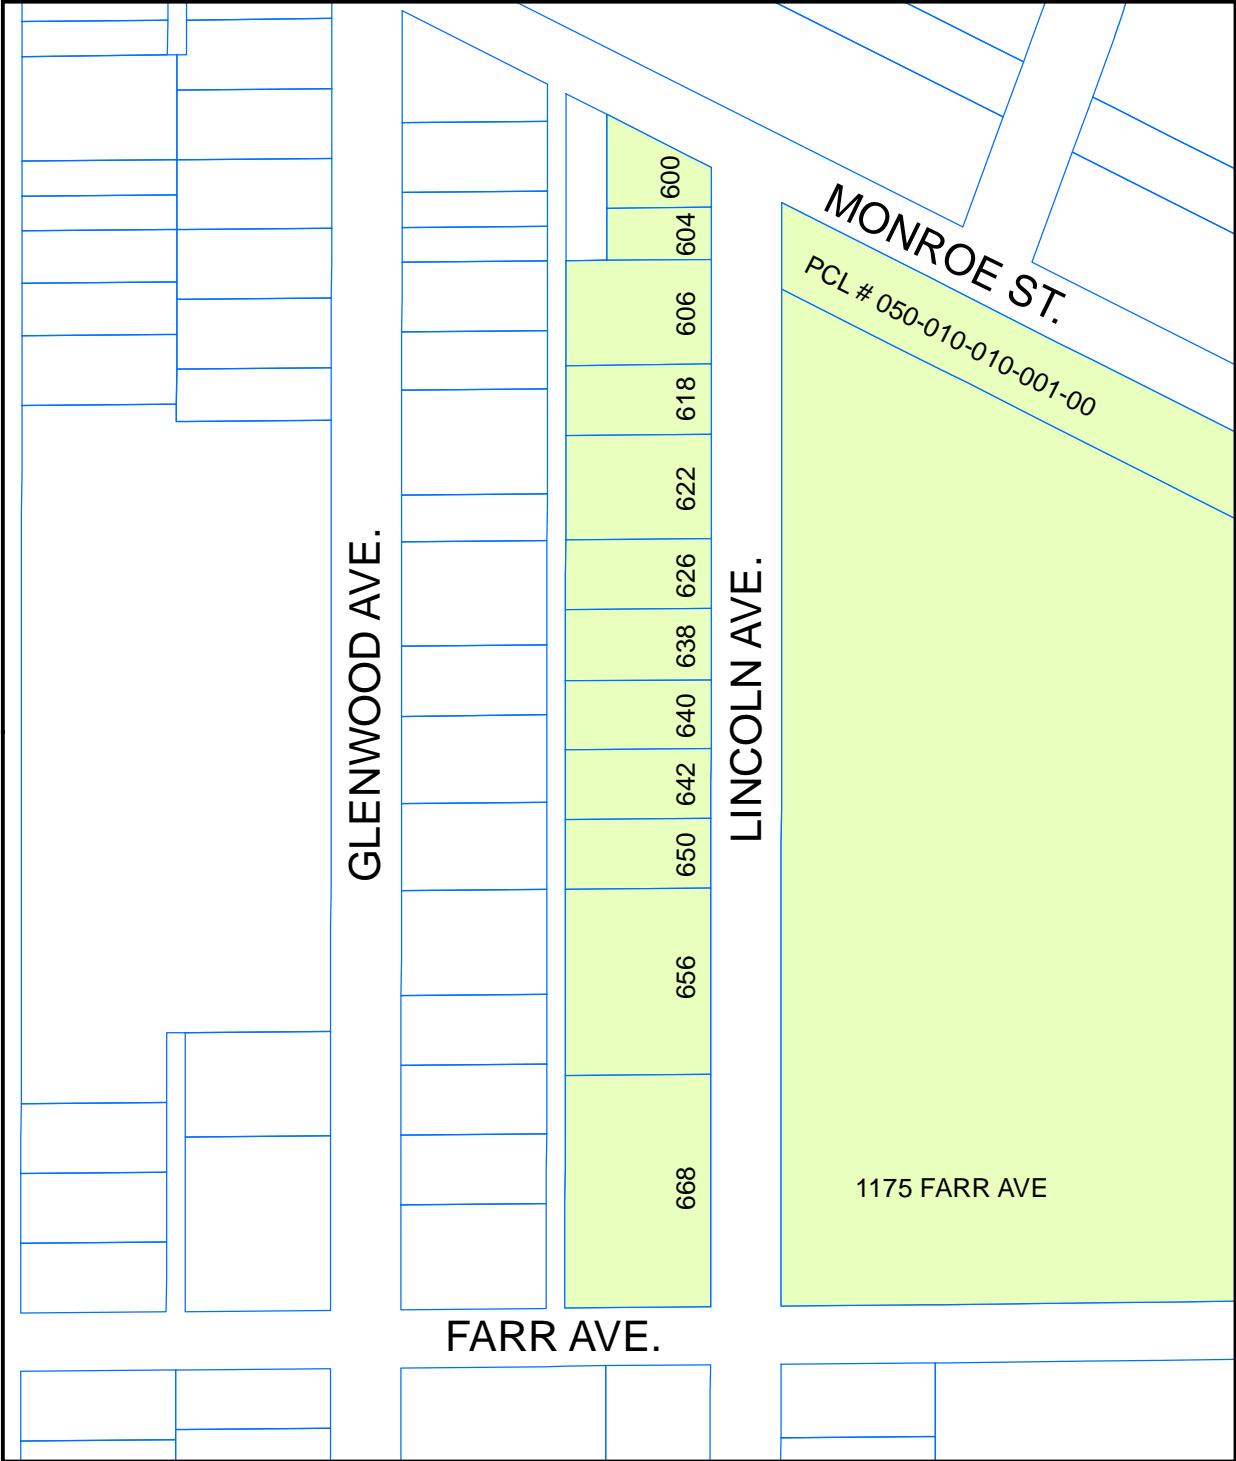 600
604
606
618
622
626
638
640
642
650
656
668
MONROE ST.
PCL # 050-010-010-001-00
GLENWOOD AVE.
LINCOLN AVE.
1175 FARR AVE
FARR AVE.